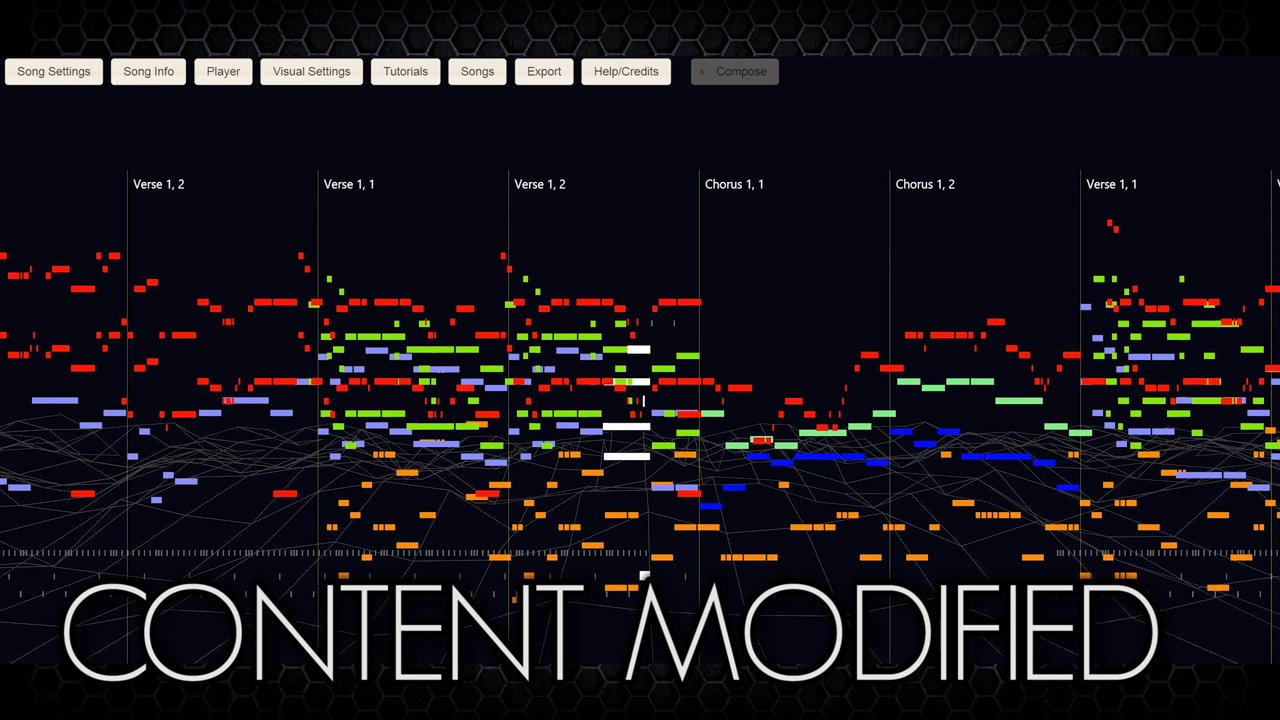 Song Settings Song Info Player Visual Settings Tutorials Songs Export Help/Credits Compose
Verse 1, 2 Verse 1, 1 Verse 1, 2 Chorus 1, 1 Chorus 1, 2 Verse 1, 1
CONTENT MODIFIED